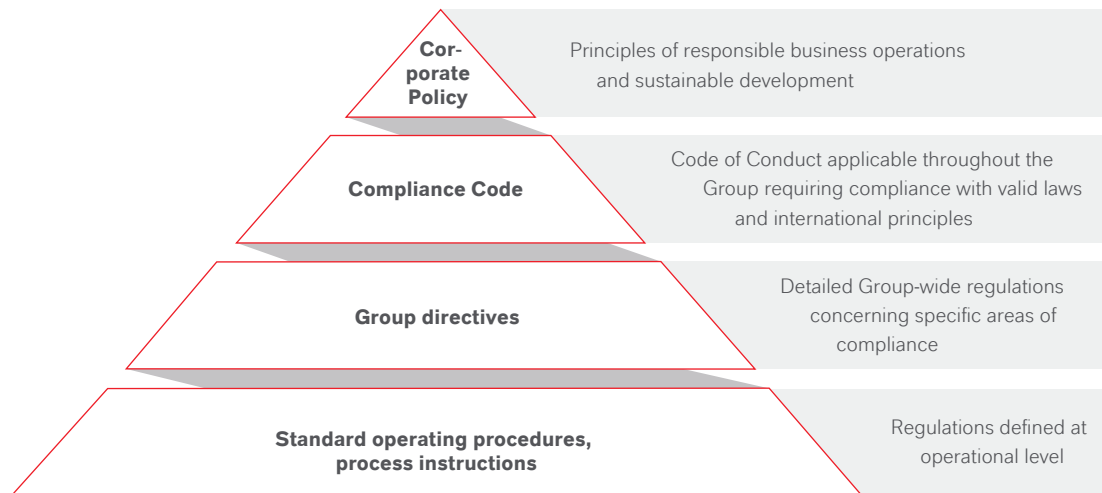 Cor-
porate
Policy
Principles of responsible business operations
and sustainable development
Compliance Code
Code of Conduct applicable throughout the
Group requiring compliance with valid laws
and international principles
Group directives
Detailed Group-wide regulations
concerning specific areas of
compliance
Standard operating procedures,
process instructions
Regulations defined at
operational level